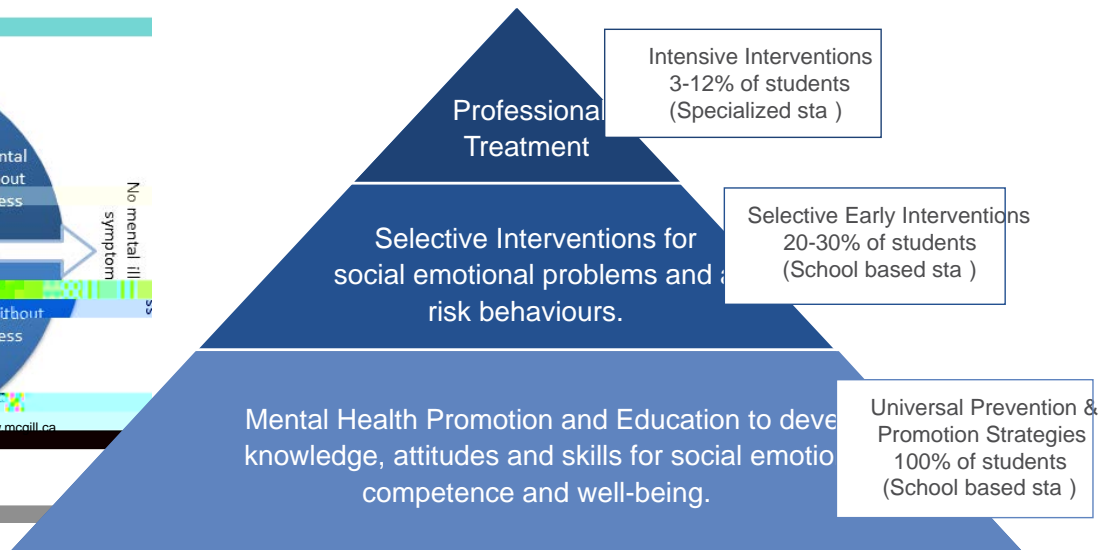 ntal
out
ess
No mental ill
symptom
ithout
ess
.mcgill.ca
Professional
Treatment
Intensive Interventions
3-12% of students
(Specialized sta )
Selective Interventions for
social emotional problems and a
risk behaviours.
Selective Early Interventions
20-30% of students
(School based sta )
Mental Health Promotion and Education to deve
knowledge, attitudes and skills for social emotio
competence and well-being.
Universal Prevention &
Promotion Strategies
100% of students
(School based sta )